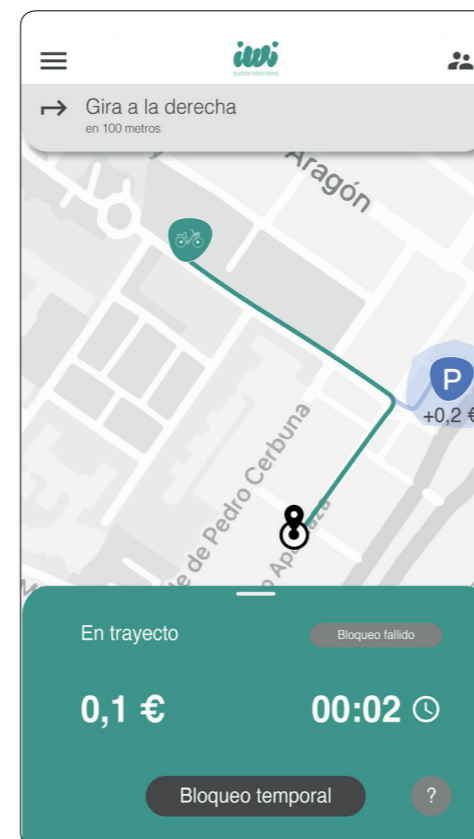 iwi
sustainable bikes
Gira a la derecha
en 100 metros
Aragón
P
+0,2 €
le de Pedro Cerbuna
En trayecto
Bloqueo fallido
0,1 €
00:02
Bloqueo temporal
?